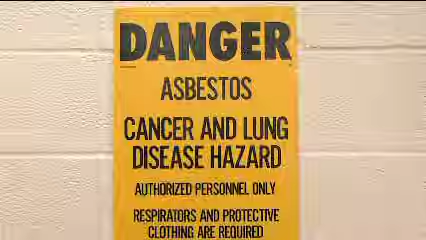 DANGER
ASBESTOS
CANCER AND LUNG
DISEASE HAZARD
AUTHORIZED PERSONNEL ONLY
RESPIRATORS AND PROTECTIVE
CLOTHING ARE REQUIRED